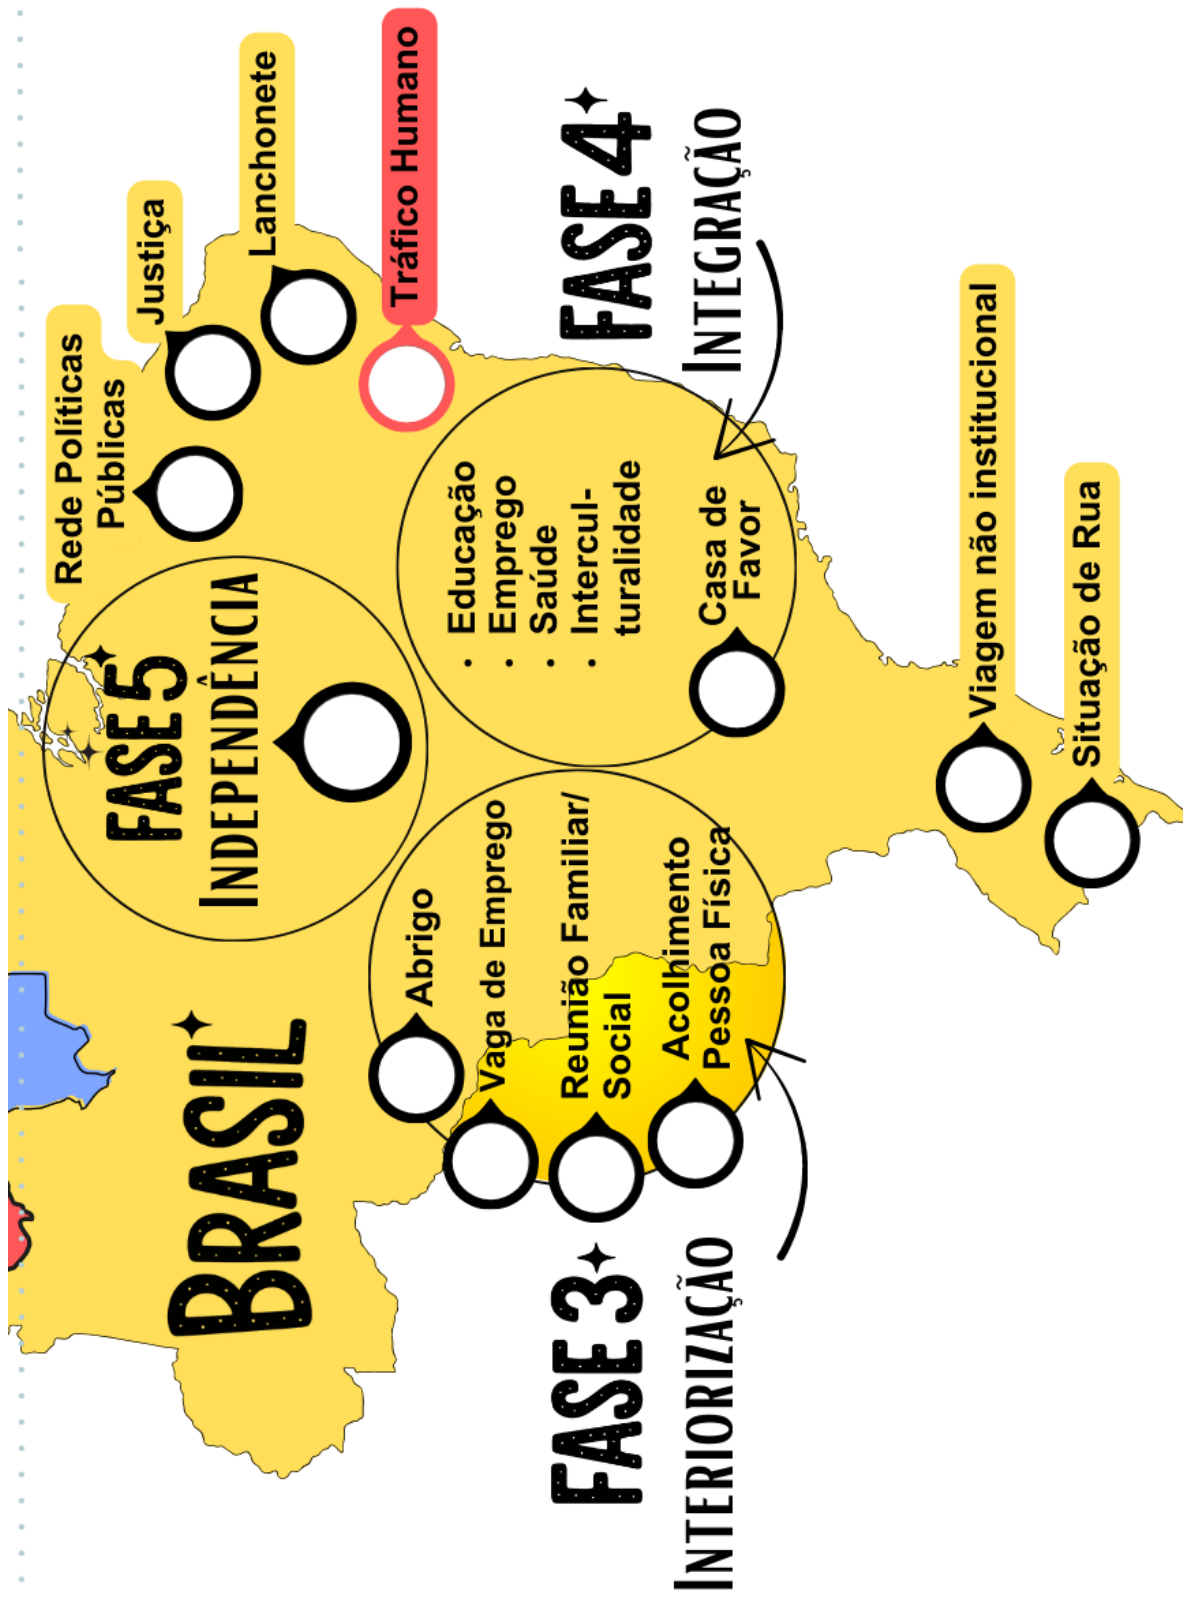 BRASIL
FASE 5
INDEPENDÊNCIA
Rede Políticas
Públicas
Justiça
Lanchonete
Tráfico Humano
FASE 3
INTERIORIZAÇÃO
Abrigo
Vaga de Emprego
Reunião Familiar/
Social
Acolhimento
Pessoa Física
FASE 4
INTEGRAÇÃO
• Educação
• Emprego
• Saúde
• Intercul-
turalidade
Casa de
Favor
Viagem não institucional
Situação de Rua